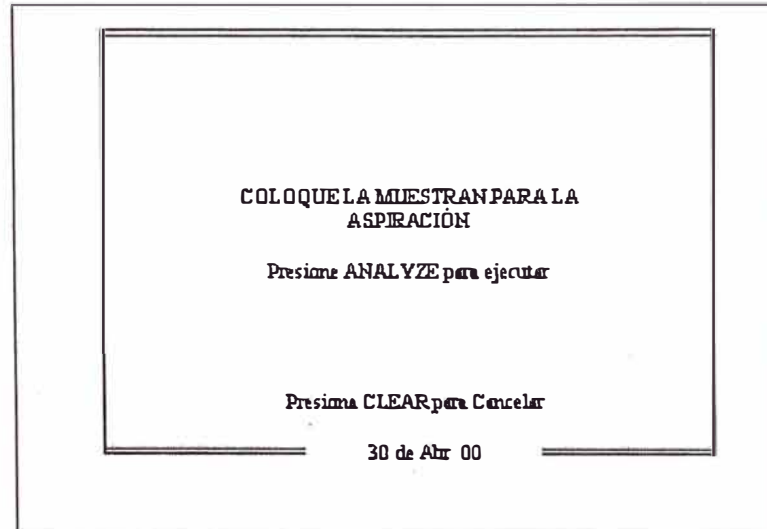 COLOQUE LA MUESTRAN PARA LA
ASPIRACIÓN
Presione ANALYZE para ejecutar
Presiona CLEAR para Cancelar
30 de Abr 00